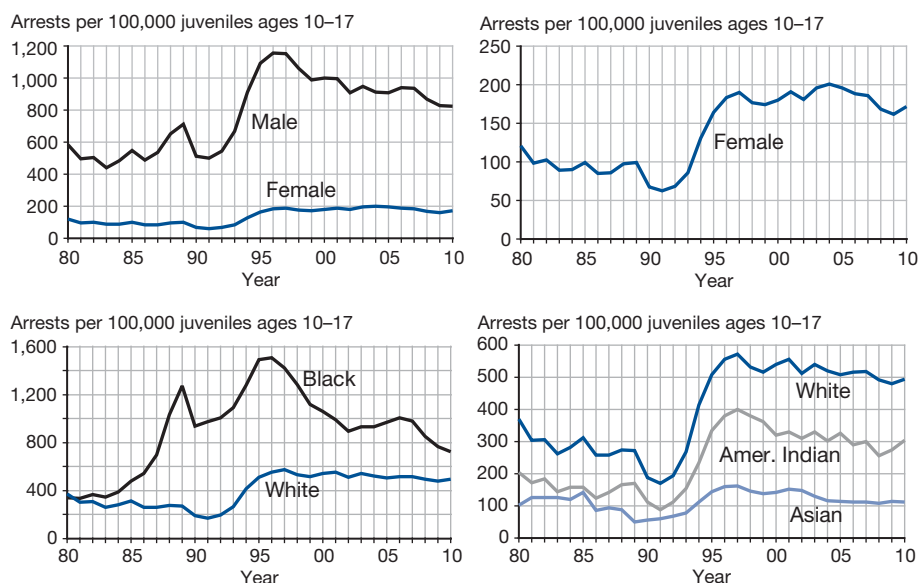 Arrests per 100,000 juveniles ages 10–17
1,200
1,000
800
600
400
200
0
Male
Female
80 85 90 95 00 05 10
Year
Arrests per 100,000 juveniles ages 10–17
250
200
150
100
50
0
Female
80 85 90 95 00 05 10
Year
Arrests per 100,000 juveniles ages 10–17
1,600
1,200
800
400
0
Black
White
80 85 90 95 00 05 10
Year
Arrests per 100,000 juveniles ages 10–17
600
500
400
300
200
100
0
White
Amer. Indian
Asian
80 85 90 95 00 05 10
Year